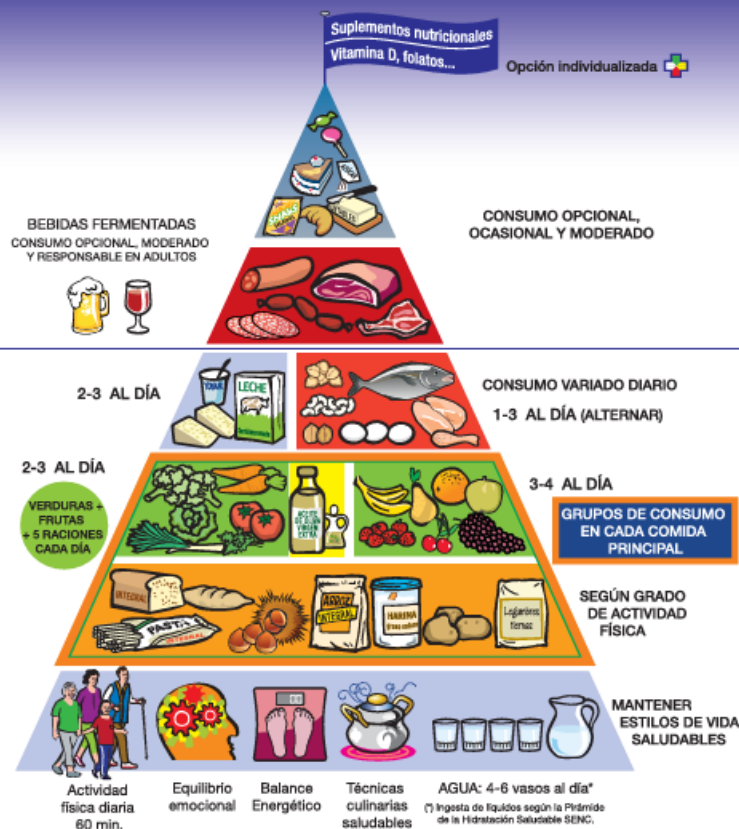 Suplementos nutricionales
Vitamina D, folatos...
Opción individualizada
BEBIDAS FERMENTADAS
CONSUMO OPCIONAL, MODERADO
Y RESPONSABLE EN ADULTOS
CONSUMO OPCIONAL,
OCASIONAL Y MODERADO
2-3 AL DÍA
LECHE
CONSUMO VARIADO DIARIO
1-3 AL DÍA (ALTERNAR)
2-3 AL DÍA
VERDURAS +
FRUTAS
+ 5 RACIONES
CADA DÍA
ACEITE
DE OLIVA
VIRGEN
EXTRA
3-4 AL DÍA
GRUPOS DE CONSUMO
EN CADA COMIDA
PRINCIPAL
INTEGRAL
PASTA
INTEGRAL
ARROZ
INTEGRAL
HARINA
Legumbres
tiernas
SEGÚN GRADO
DE ACTIVIDAD
FÍSICA
MANTENER
ESTILOS DE VIDA
SALUDABLES
Actividad
física diaria
60 min.
Equilibrio
emocional
Balance
Energético
Técnicas
culinarias
saludables
AGUA: 4-6 vasos al día*
(*) Ingesta de líquidos según la Pirámide
de la Hidratación Saludable SENC.